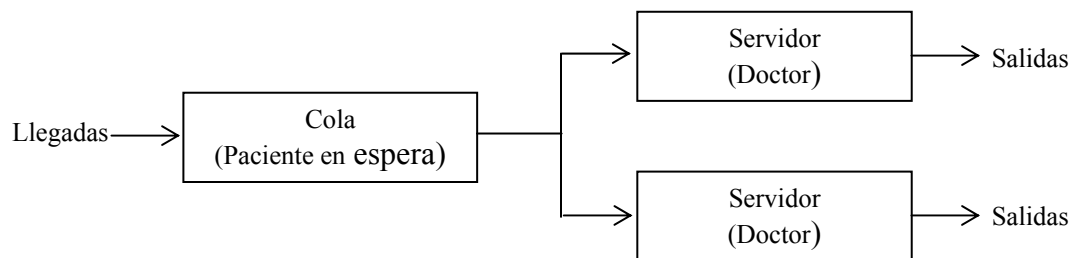 Servidor
(Doctor)
Salidas
Llegadas
Cola
(Paciente en espera)
Servidor
(Doctor)
Salidas